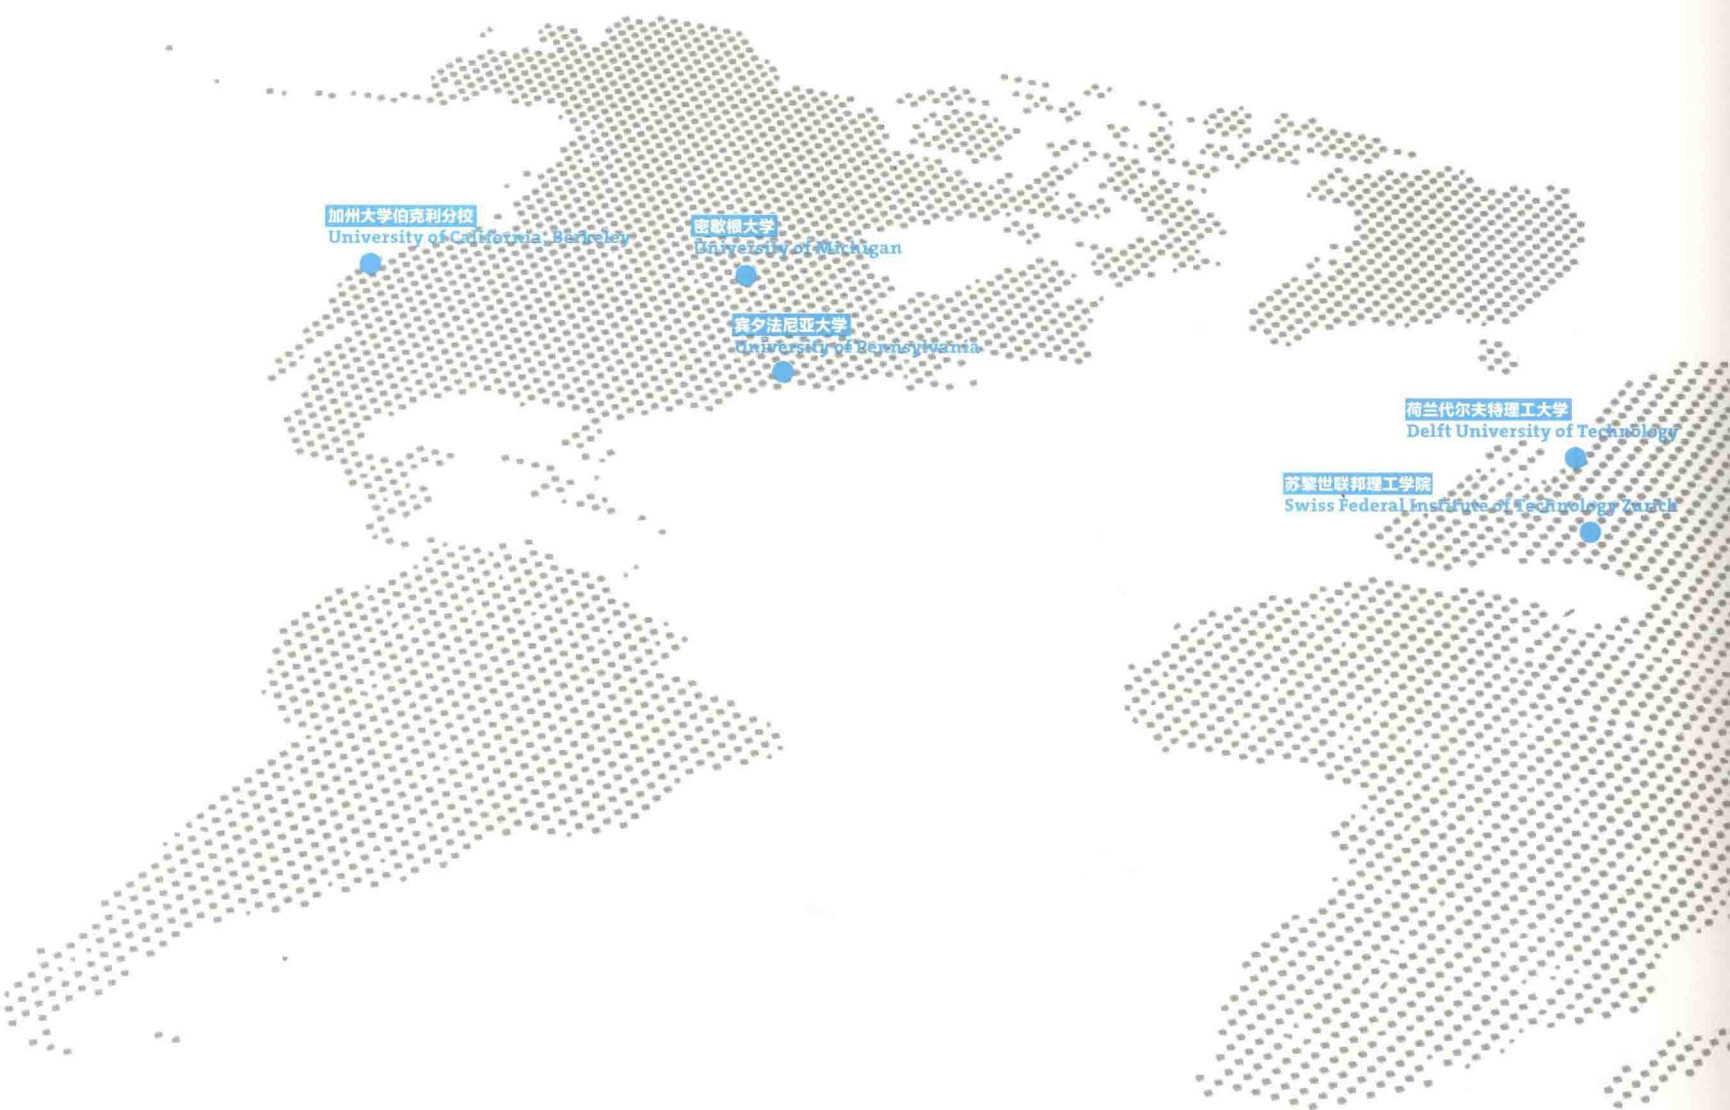 加州大学伯克利分校
University of California, Berkeley
密歇根大学
University of Michigan
宾夕法尼亚大学
University of Pennsylvania
荷兰代尔夫特理工大学
Delft University of Technology
苏黎世联邦理工学院
Swiss Federal Institute of Technology Zurich